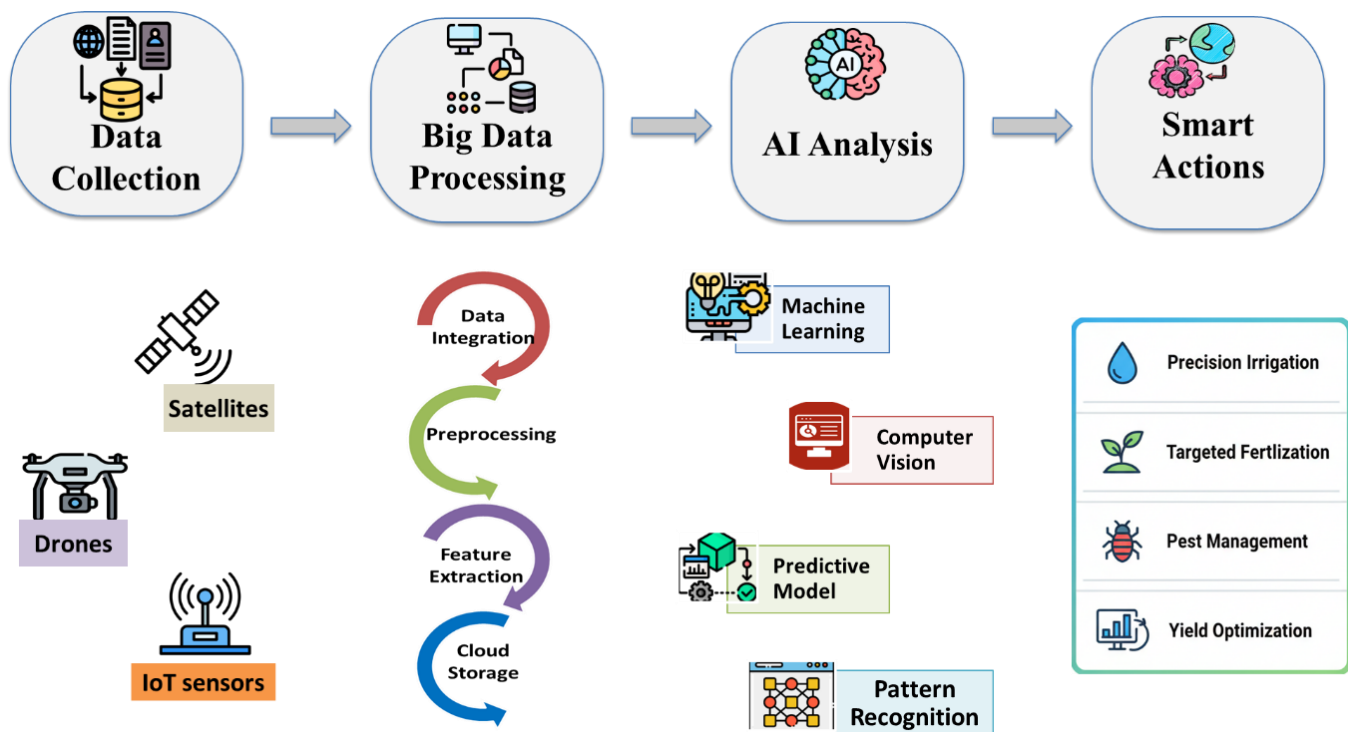 Data
Collection
Big Data
Processing
AI
AI Analysis
Smart
Actions
Satellites
Drones
IoT sensors
Data
Integration
Preprocessing
Feature
Extraction
Cloud
Storage
Machine
Learning
Computer
Vision
Predictive
Model
Pattern
Recognition
Precision Irrigation
Targeted Fertlization
Pest Management
Yield Optimization